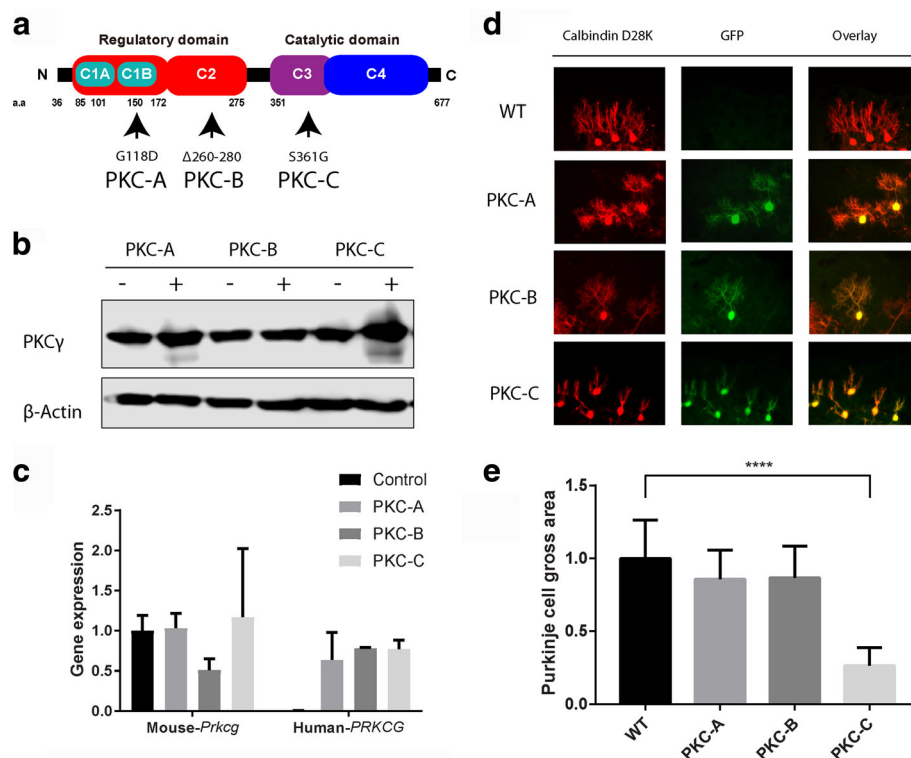 a
Regulatory domain Catalytic domain
N C1A C1B C2 C3 C4 C
a.a 36 85 101 150 172 275 351 677
G118D Δ260-280 S361G
PKC-A PKC-B PKC-C
b
PKC-A PKC-B PKC-C
- + - + - +
PKCγ
β-Actin
c
Control
PKC-A
PKC-B
PKC-C
Gene expression
2.5
2.0
1.5
1.0
0.5
0.0
Mouse-Prkcg Human-PRKCG
d
Calbindin D28K GFP Overlay
WT
PKC-A
PKC-B
PKC-C
e
****
Purkinje cell gross area
1.5
1.0
0.5
0.0
WT PKC-A PKC-B PKC-C